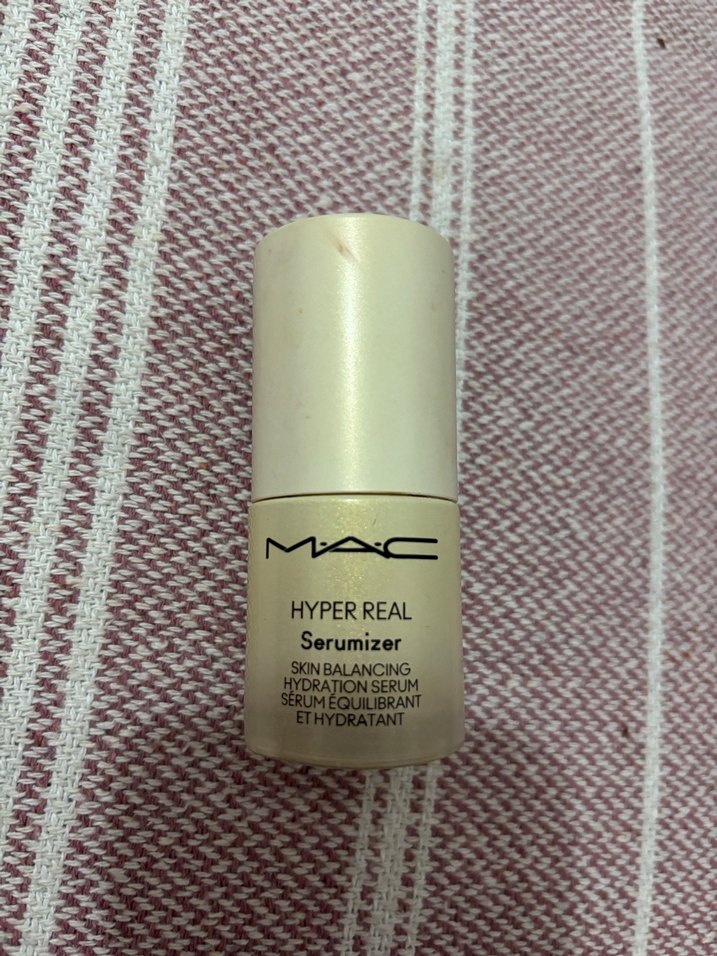 M·A·C
HYPER REAL
Serumizer
SKIN BALANCING
HYDRATION SERUM
SÉRUM ÉQUILIBRANT
ET HYDRATANT